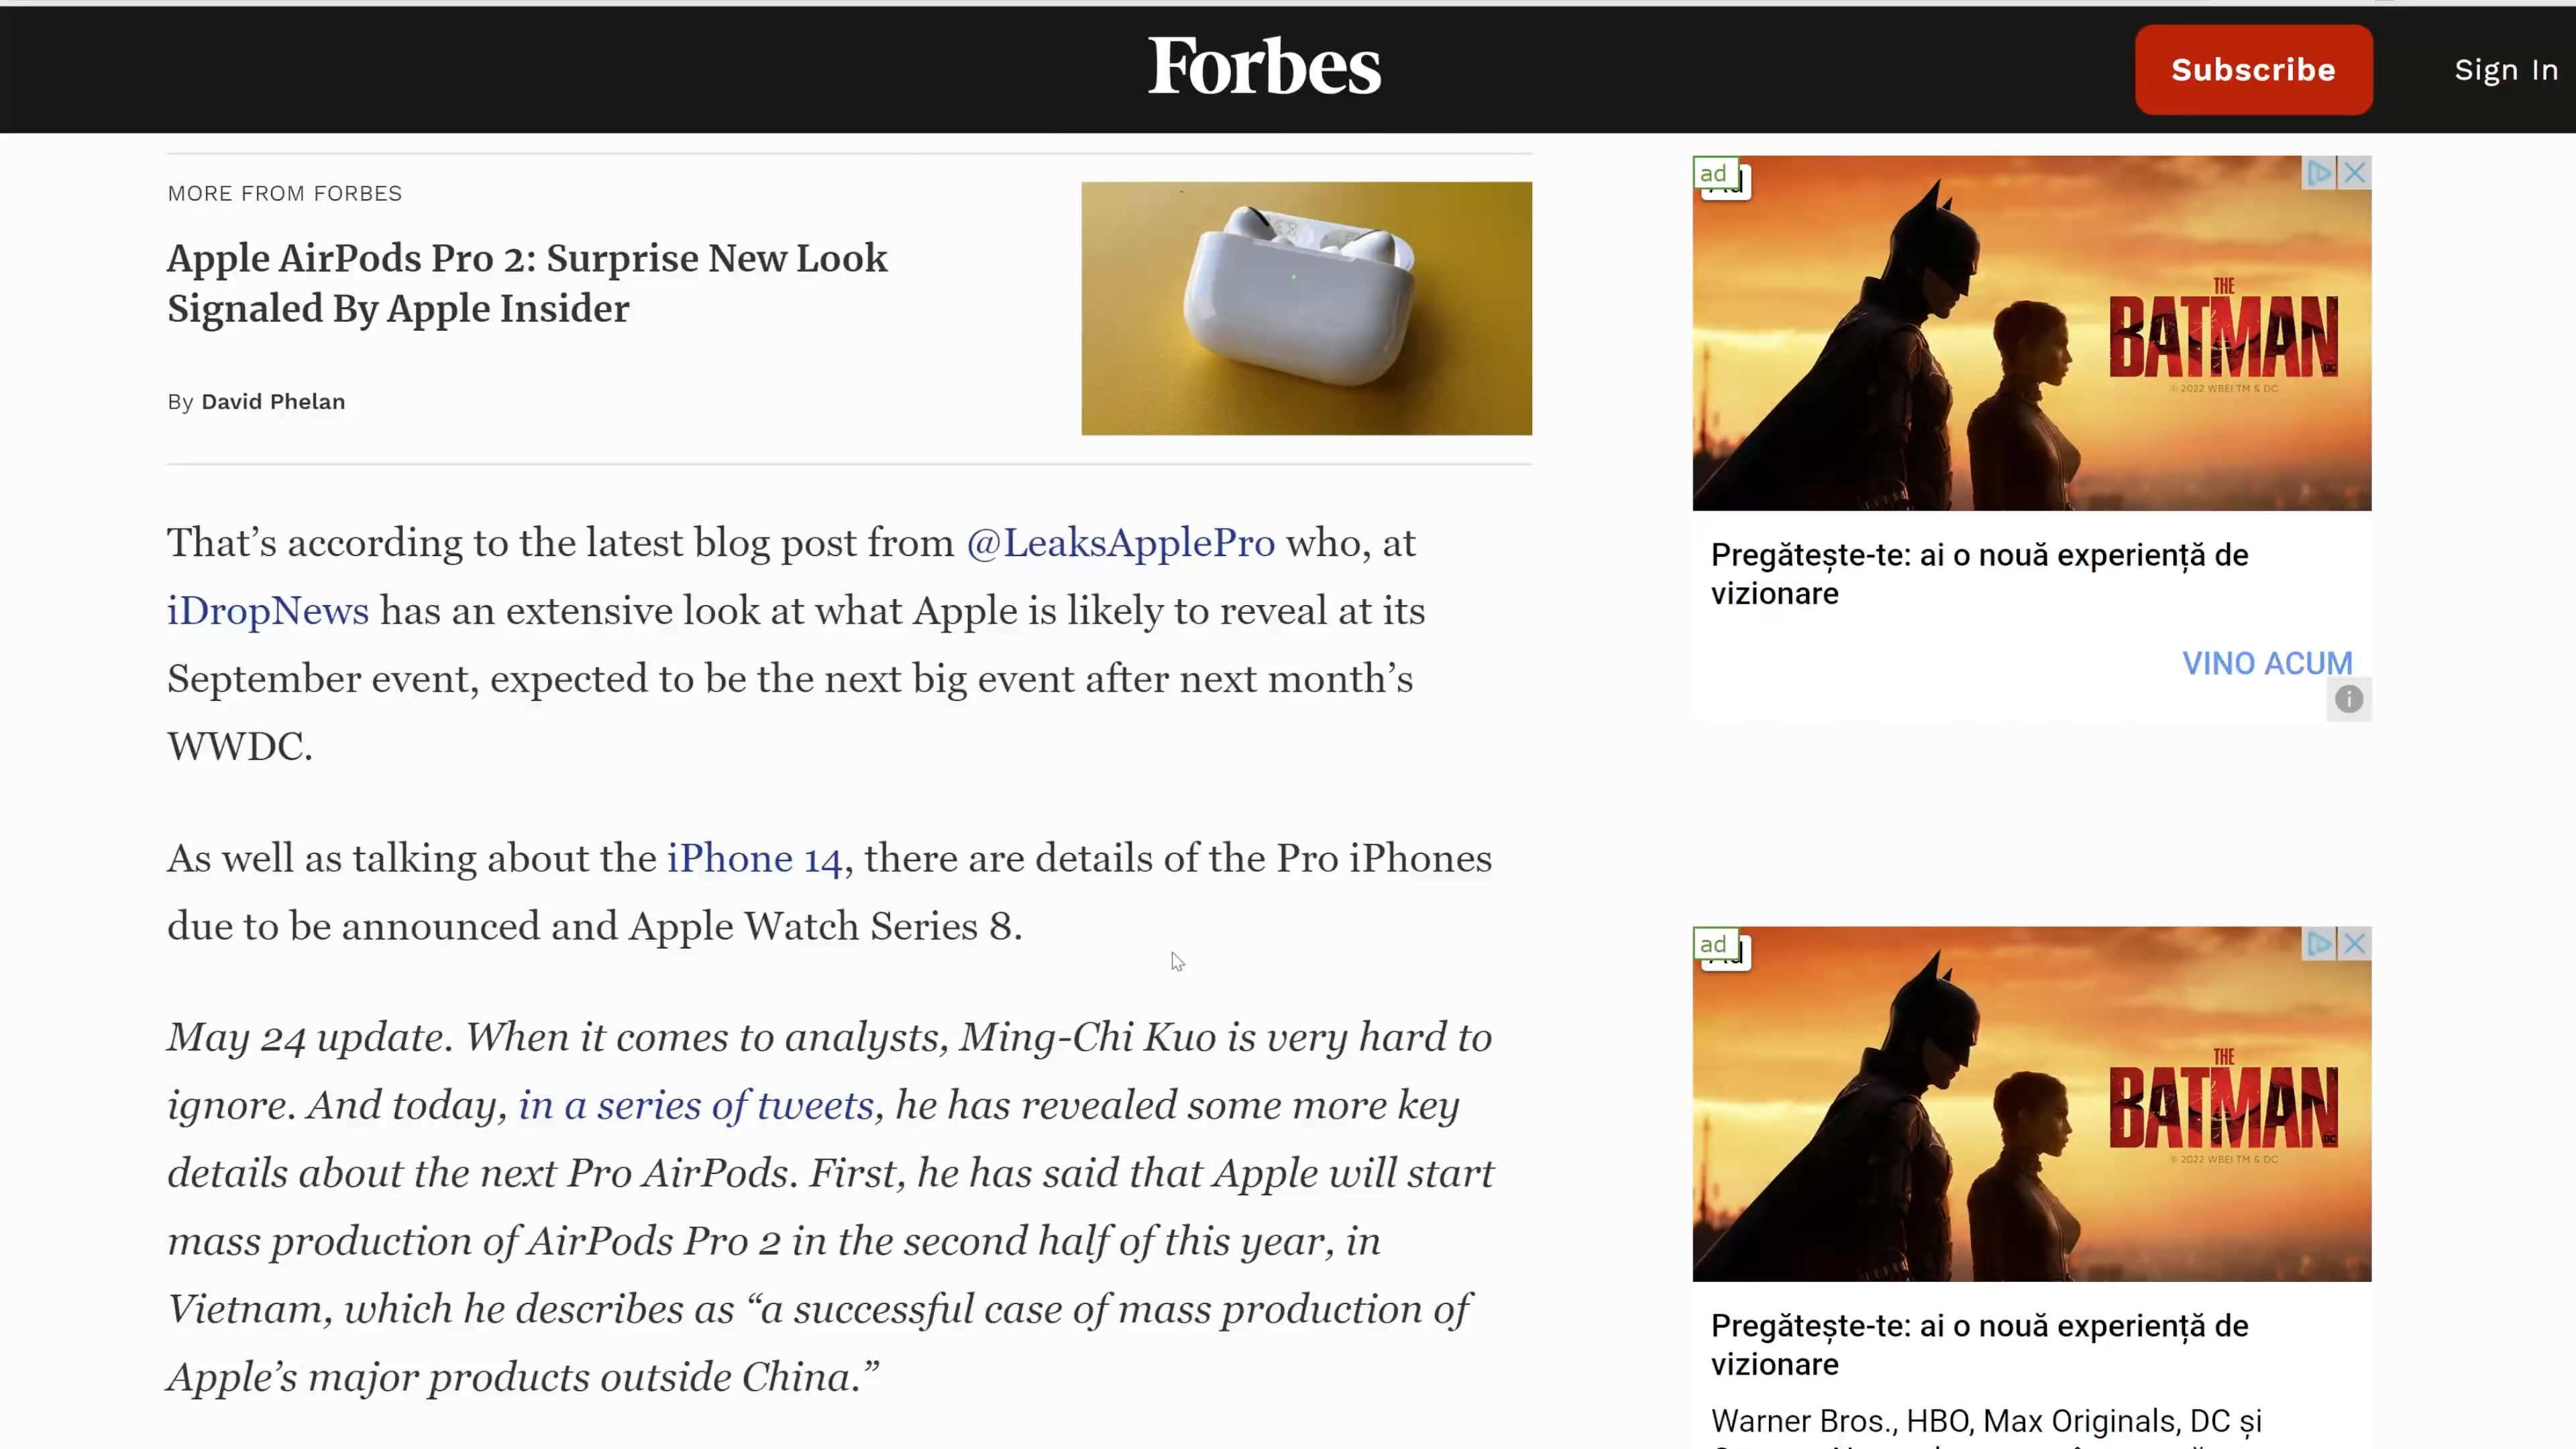 Forbes
Subscribe
Sign In
MORE FROM FORBES
Apple AirPods Pro 2: Surprise New Look
Signaled By Apple Insider
By David Phelan
That’s according to the latest blog post from @LeaksApplePro who, at
iDropNews has an extensive look at what Apple is likely to reveal at its
September event, expected to be the next big event after next month’s
WWDC.
As well as talking about the iPhone 14, there are details of the Pro iPhones
due to be announced and Apple Watch Series 8.
May 24 update. When it comes to analysts, Ming-Chi Kuo is very hard to
ignore. And today, in a series of tweets, he has revealed some more key
details about the next Pro AirPods. First, he has said that Apple will start
mass production of AirPods Pro 2 in the second half of this year, in
Vietnam, which he describes as “a successful case of mass production of
Apple’s major products outside China.”
ad
THE
BATMAN
© 2022 WBEI TM & DC
Pregătește-te: ai o nouă experiență de
vizionare
VINO ACUM
ad
THE
BATMAN
© 2022 WBEI TM & DC
Pregătește-te: ai o nouă experiență de
vizionare
Warner Bros., HBO, Max Originals, DC și